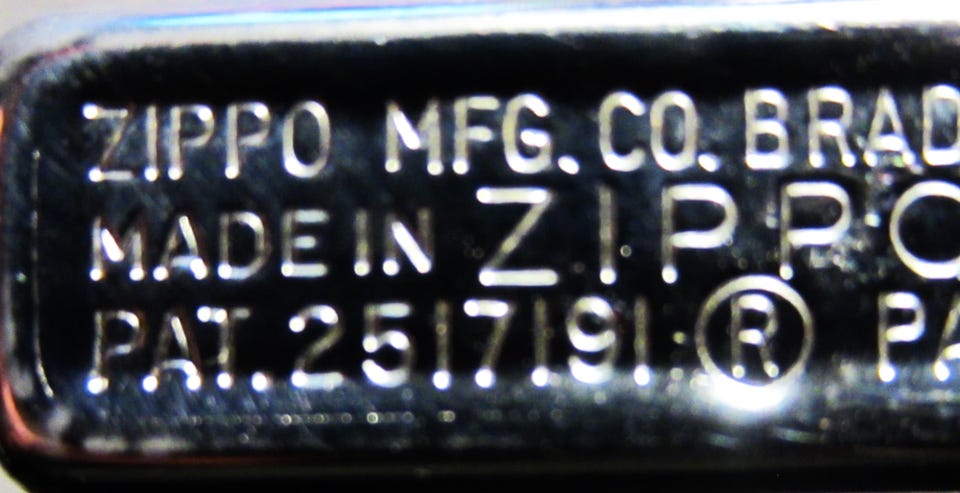 ZIPPO MFG. CO. BRAD
MADE IN ZIPPO
PAT. 2517191 ® PA